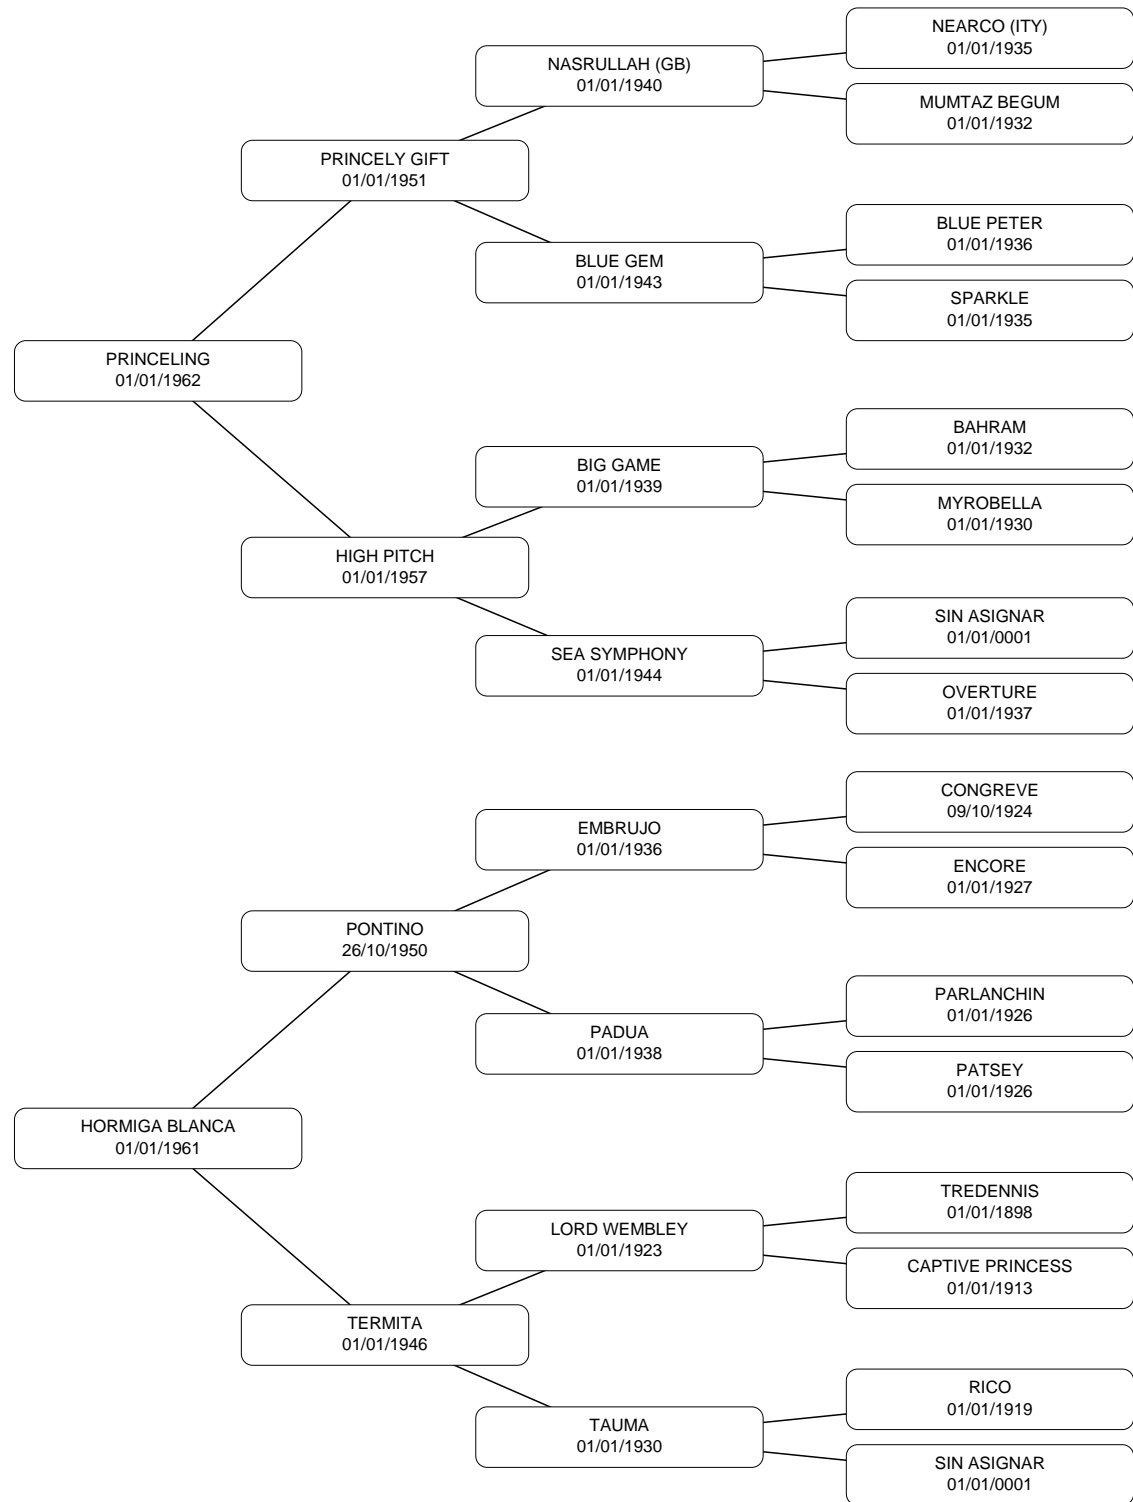 NEARCO (ITY)
01/01/1935
NASRULLAH (GB)
01/01/1940
MUMTAZ BEGUM
01/01/1932
PRINCELY GIFT
01/01/1951
BLUE PETER
01/01/1936
BLUE GEM
01/01/1943
SPARKLE
01/01/1935
PRINCELING
01/01/1962
BAHRAM
01/01/1932
BIG GAME
01/01/1939
MYROBELLA
01/01/1930
HIGH PITCH
01/01/1957
SIN ASIGNAR
01/01/0001
SEA SYMPHONY
01/01/1944
OVERTURE
01/01/1937
CONGREVE
09/10/1924
EMBRUJO
01/01/1936
ENCORE
01/01/1927
PONTINO
26/10/1950
PARLANCHIN
01/01/1926
PADUA
01/01/1938
PATSEY
01/01/1926
HORMIGA BLANCA
01/01/1961
TREDENNIS
01/01/1898
LORD WEMBLEY
01/01/1923
CAPTIVE PRINCESS
01/01/1913
TERMITA
01/01/1946
RICO
01/01/1919
TAUMA
01/01/1930
SIN ASIGNAR
01/01/0001